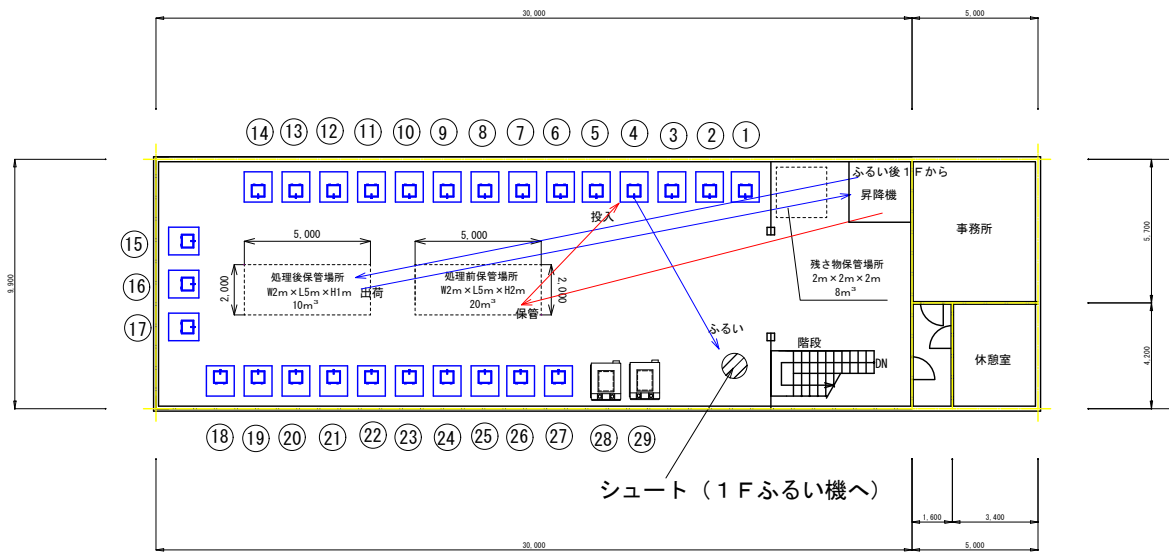 30,000
5,000
⑭ ⑬ ⑫ ⑪ ⑩ ⑨ ⑧ ⑦ ⑥ ⑤ ④ ③ ② ①
ふるい後1Fから
昇降機
投入
事務所
5,700
⑮
5,000
5,000
9,900
⑯
2,000
処理後保管場所
W2m×L5m×H1m
10m³
出荷
処理前保管場所
W2m×L5m×H2m
20m³
2,000
保管
残さ物保管場所
2m×2m×2m
8m³
⑰
ふるい
階段
DN
休憩室
4,200
⑱ ⑲ ⑳ ㉑ ㉒ ㉓ ㉔ ㉕ ㉖ ㉗ ㉘ ㉙
シュート(1Fふるい機へ)
1,600
3,400
30,000
5,000